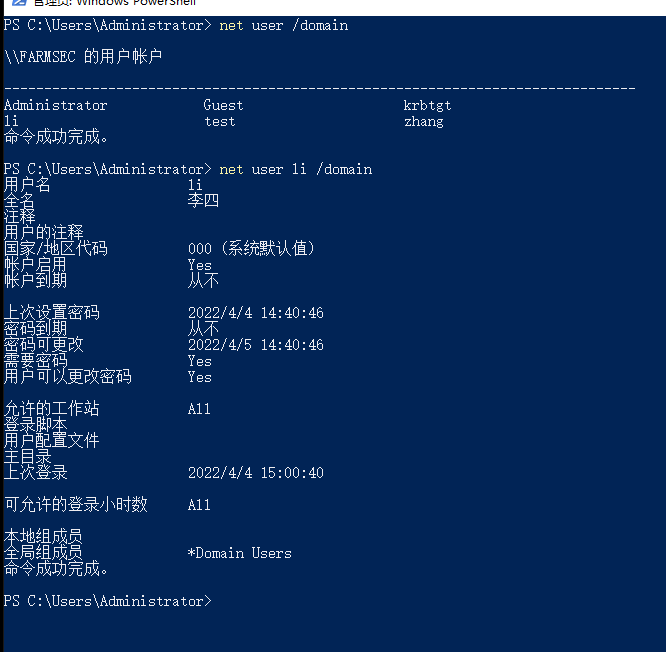 管理员: Windows PowerShell
PS C:\Users\Administrator> net user /domain
\\FARMSEC 的用户帐户
-------------------------------------------------------------------------------
Administrator            Guest                    krbtgt
li                       test                     zhang
命令成功完成。
PS C:\Users\Administrator> net user li /domain
用户名                 li
全名                   李四
注释
用户的注释
国家/地区代码          000 (系统默认值)
帐户启用               Yes
帐户到期               从不
上次设置密码           2022/4/4 14:40:46
密码到期               从不
密码可更改             2022/4/5 14:40:46
需要密码               Yes
用户可以更改密码       Yes
允许的工作站           All
登录脚本
用户配置文件
主目录
上次登录               2022/4/4 15:00:40
可允许的登录小时数     All
本地组成员
全局组成员             *Domain Users
命令成功完成。
PS C:\Users\Administrator>